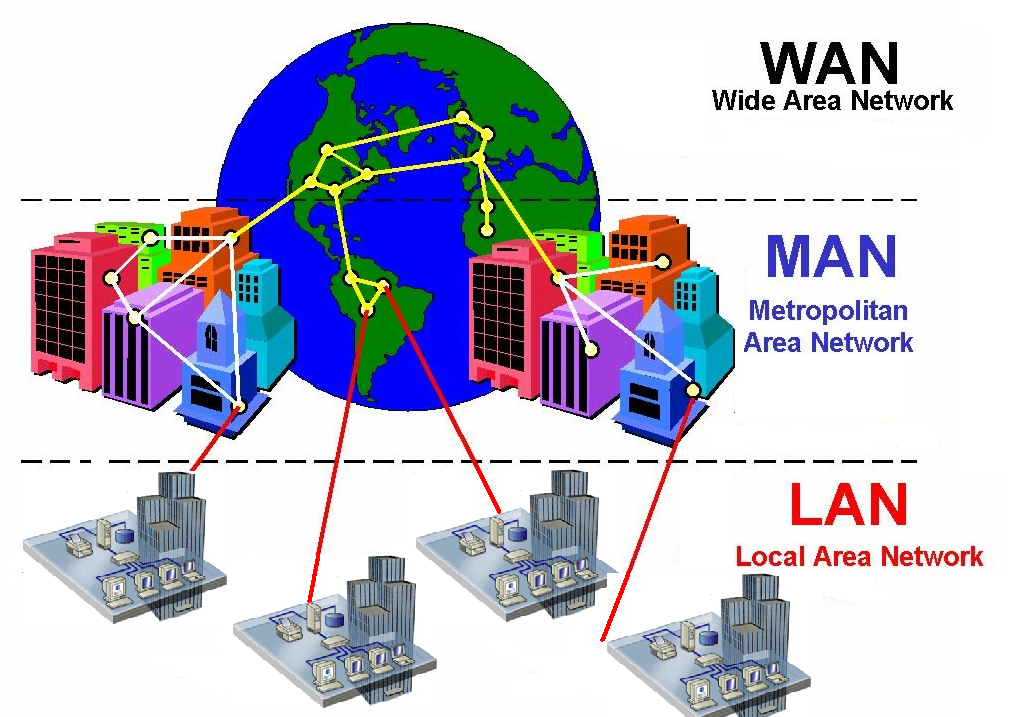 WAN
Wide Area Network
MAN
Metropolitan
Area Network
LAN
Local Area Network